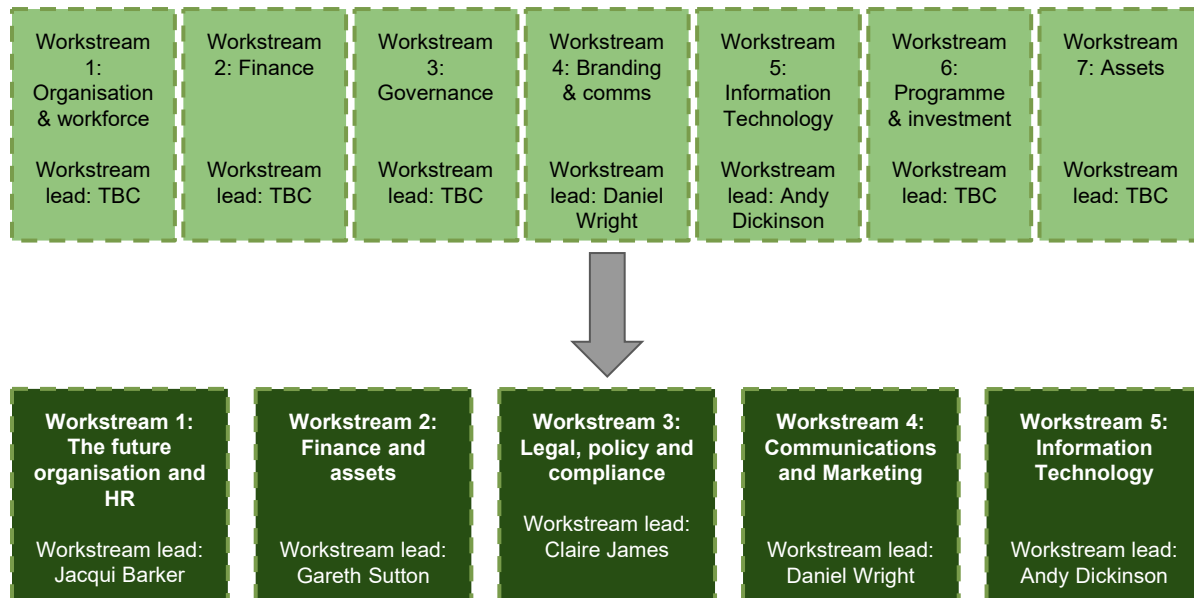 Workstream
1:
Organisation
& workforce
Workstream
lead: TBC
Workstream
2: Finance
Workstream
lead: TBC
Workstream
3:
Governance
Workstream
lead: TBC
Workstream
4: Branding
& comms
Workstream
lead: Daniel
Wright
Workstream
5:
Information
Technology
Workstream
lead: Andy
Dickinson
Workstream
6:
Programme
& investment
Workstream
lead: TBC
Workstream
7: Assets
Workstream
lead: TBC
Workstream 1:
The future
organisation and
HR
Workstream lead:
Jacqui Barker
Workstream 2:
Finance and
assets
Workstream lead:
Gareth Sutton
Workstream 3:
Legal, policy and
compliance
Workstream lead:
Claire James
Workstream 4:
Communications
and Marketing
Workstream lead:
Daniel Wright
Workstream 5:
Information
Technology
Workstream lead:
Andy Dickinson